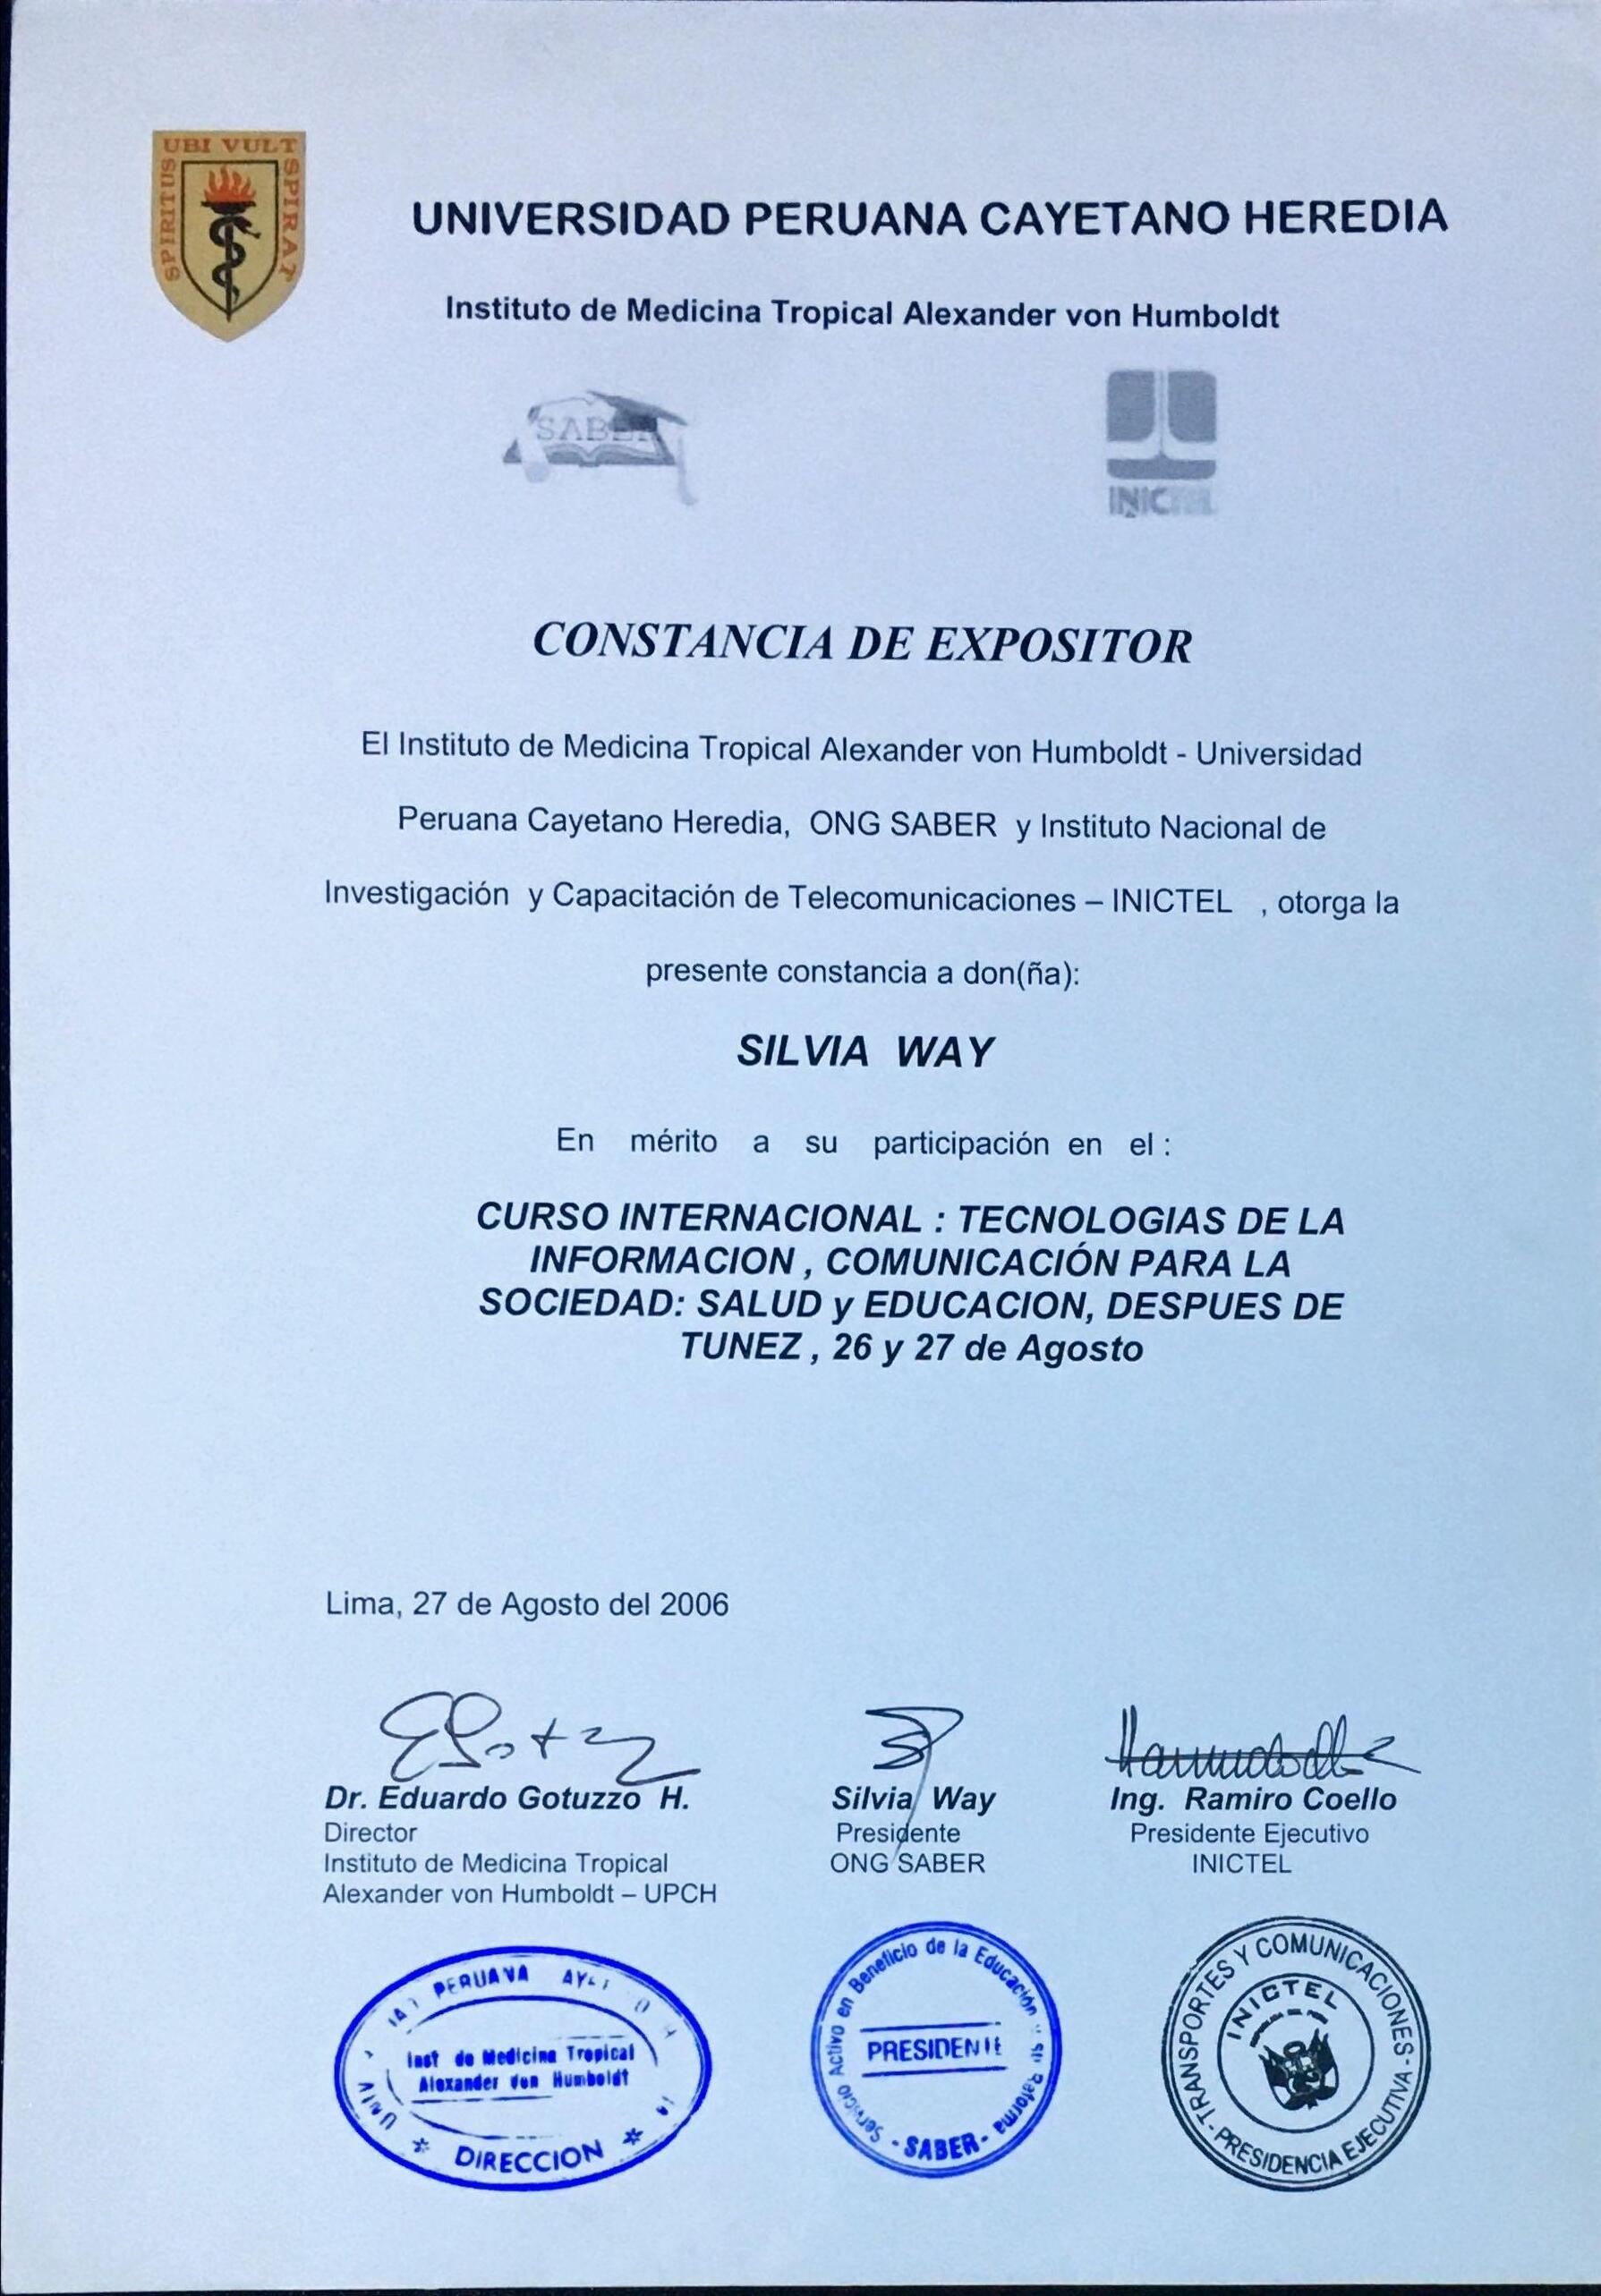 SPIRITUS UBI VULT SPIRAT
UNIVERSIDAD PERUANA CAYETANO HEREDIA
Instituto de Medicina Tropical Alexander von Humboldt
SABER
INICTEL
CONSTANCIA DE EXPOSITOR
El Instituto de Medicina Tropical Alexander von Humboldt - Universidad
Peruana Cayetano Heredia, ONG SABER y Instituto Nacional de
Investigación y Capacitación de Telecomunicaciones – INICTEL , otorga la
presente constancia a don(ña):
SILVIA WAY
En mérito a su participación en el :
CURSO INTERNACIONAL : TECNOLOGIAS DE LA
INFORMACION , COMUNICACIÓN PARA LA
SOCIEDAD: SALUD y EDUCACION, DESPUES DE
TUNEZ , 26 y 27 de Agosto
Lima, 27 de Agosto del 2006
Dr. Eduardo Gotuzzo H.
Director
Instituto de Medicina Tropical
Alexander von Humboldt – UPCH
Silvia Way
Presidente
ONG SABER
Ing. Ramiro Coello
Presidente Ejecutivo
INICTEL
PERUANA
Inst de Medicina Tropical
Alexander von Humboldt
* DIRECCION *
Servicio Activo en Beneficio de la Educación y su Reforma
PRESIDENTE
- SABER -
TRANSPORTES Y COMUNICACIONES
INICTEL
- PRESIDENCIA EJECUTIVA -